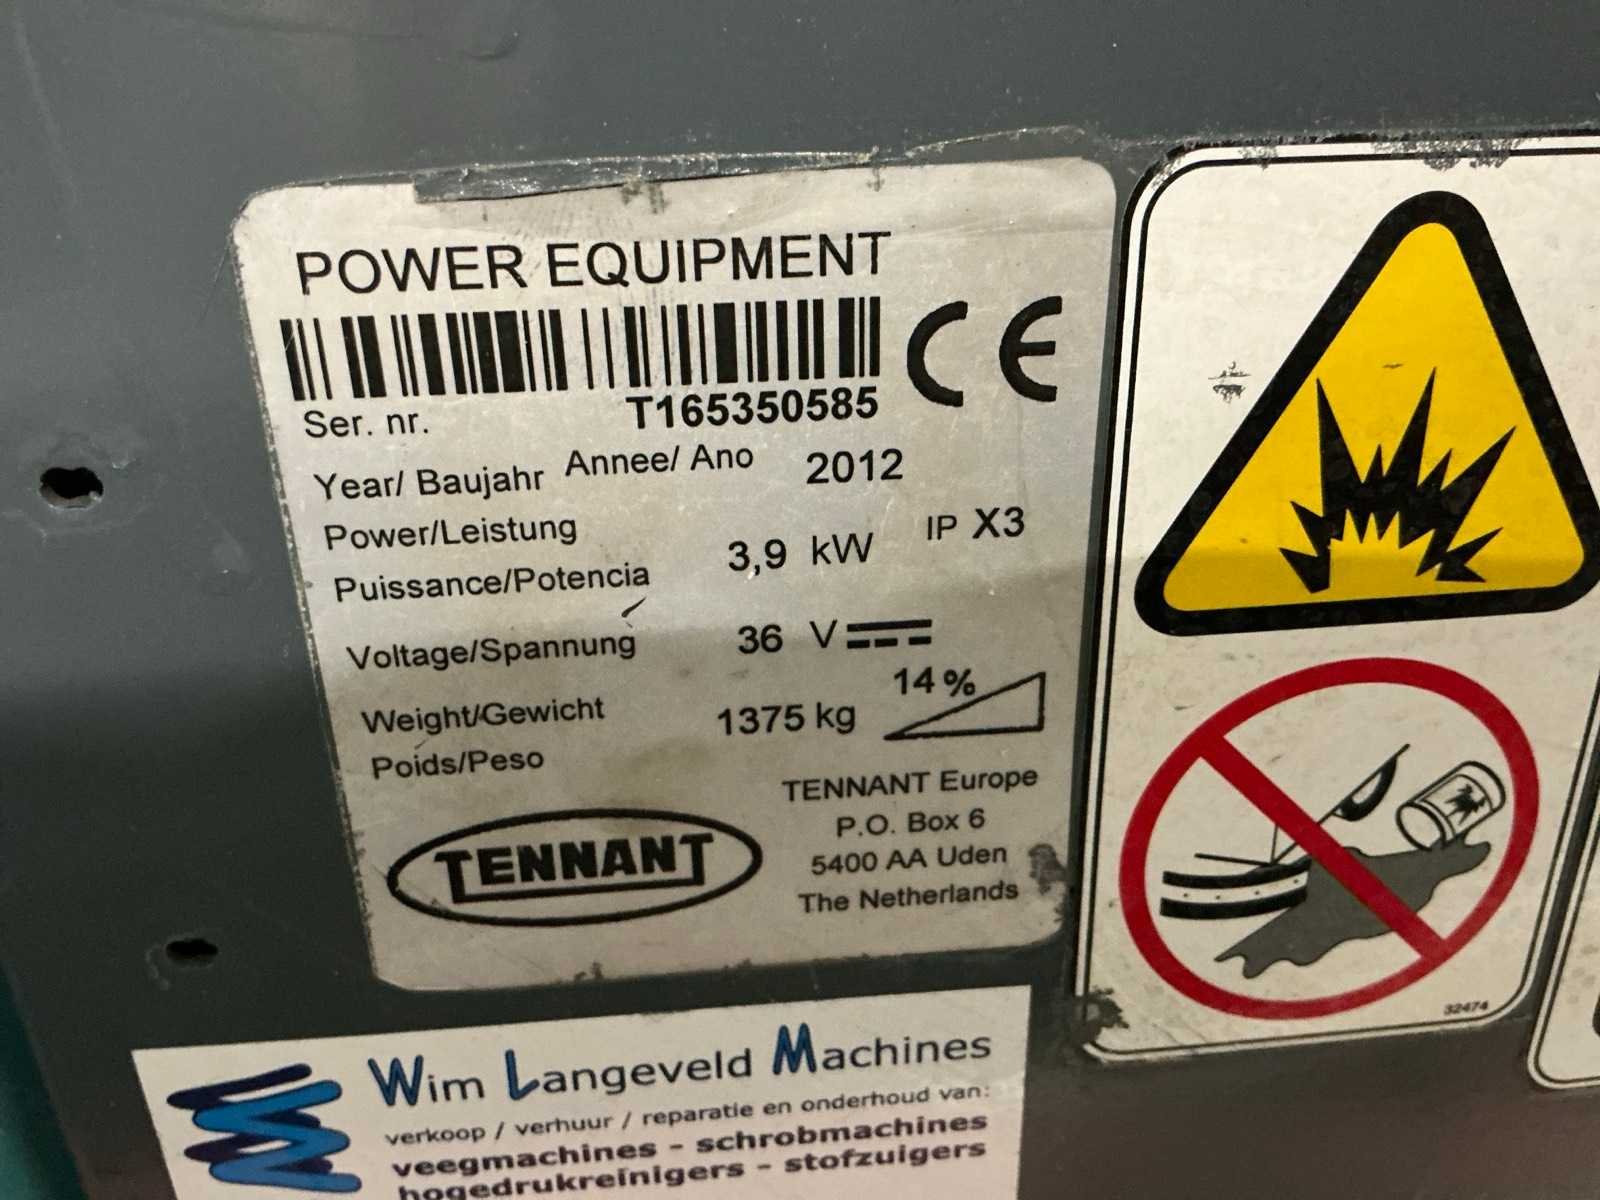 POWER EQUIPMENT
CE
Ser. nr. T165350585
Year/ Baujahr Annee/ Ano 2012
Power/Leistung
Puissance/Potencia 3,9 kW IP X3
Voltage/Spannung 36 V
14%
Weight/Gewicht 1375 kg
Poids/Peso
TENNANT
TENNANT Europe
P.O. Box 6
5400 AA Uden
The Netherlands
32474
Wim Langeveld Machines
verkoop / verhuur / reparatie en onderhoud van:
veegmachines - schrobmachines
hogedrukreinigers - stofzuigers